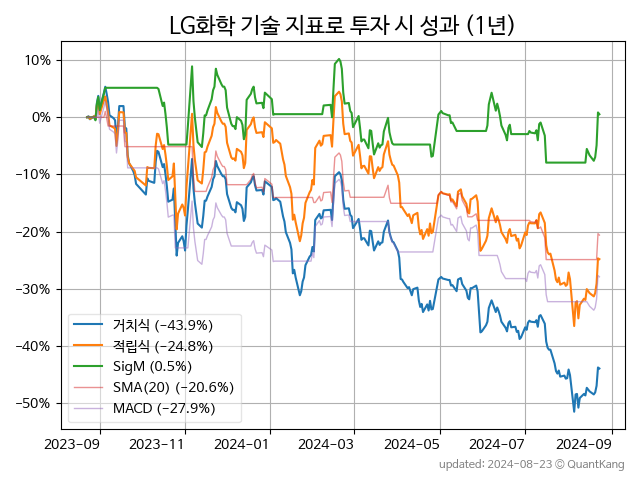 LG화학 기술 지표로 투자 시 성과 (1년)
10%
0%
−10%
−20%
−30%
−40%
−50%
거치식 (−43.9%)
적립식 (−24.8%)
SigM (0.5%)
SMA(20) (−20.6%)
MACD (−27.9%)
2023−09 2023−11 2024−01 2024−03 2024−05 2024−07 2024−09
updated: 2024−08−23 ⓒ QuantKang